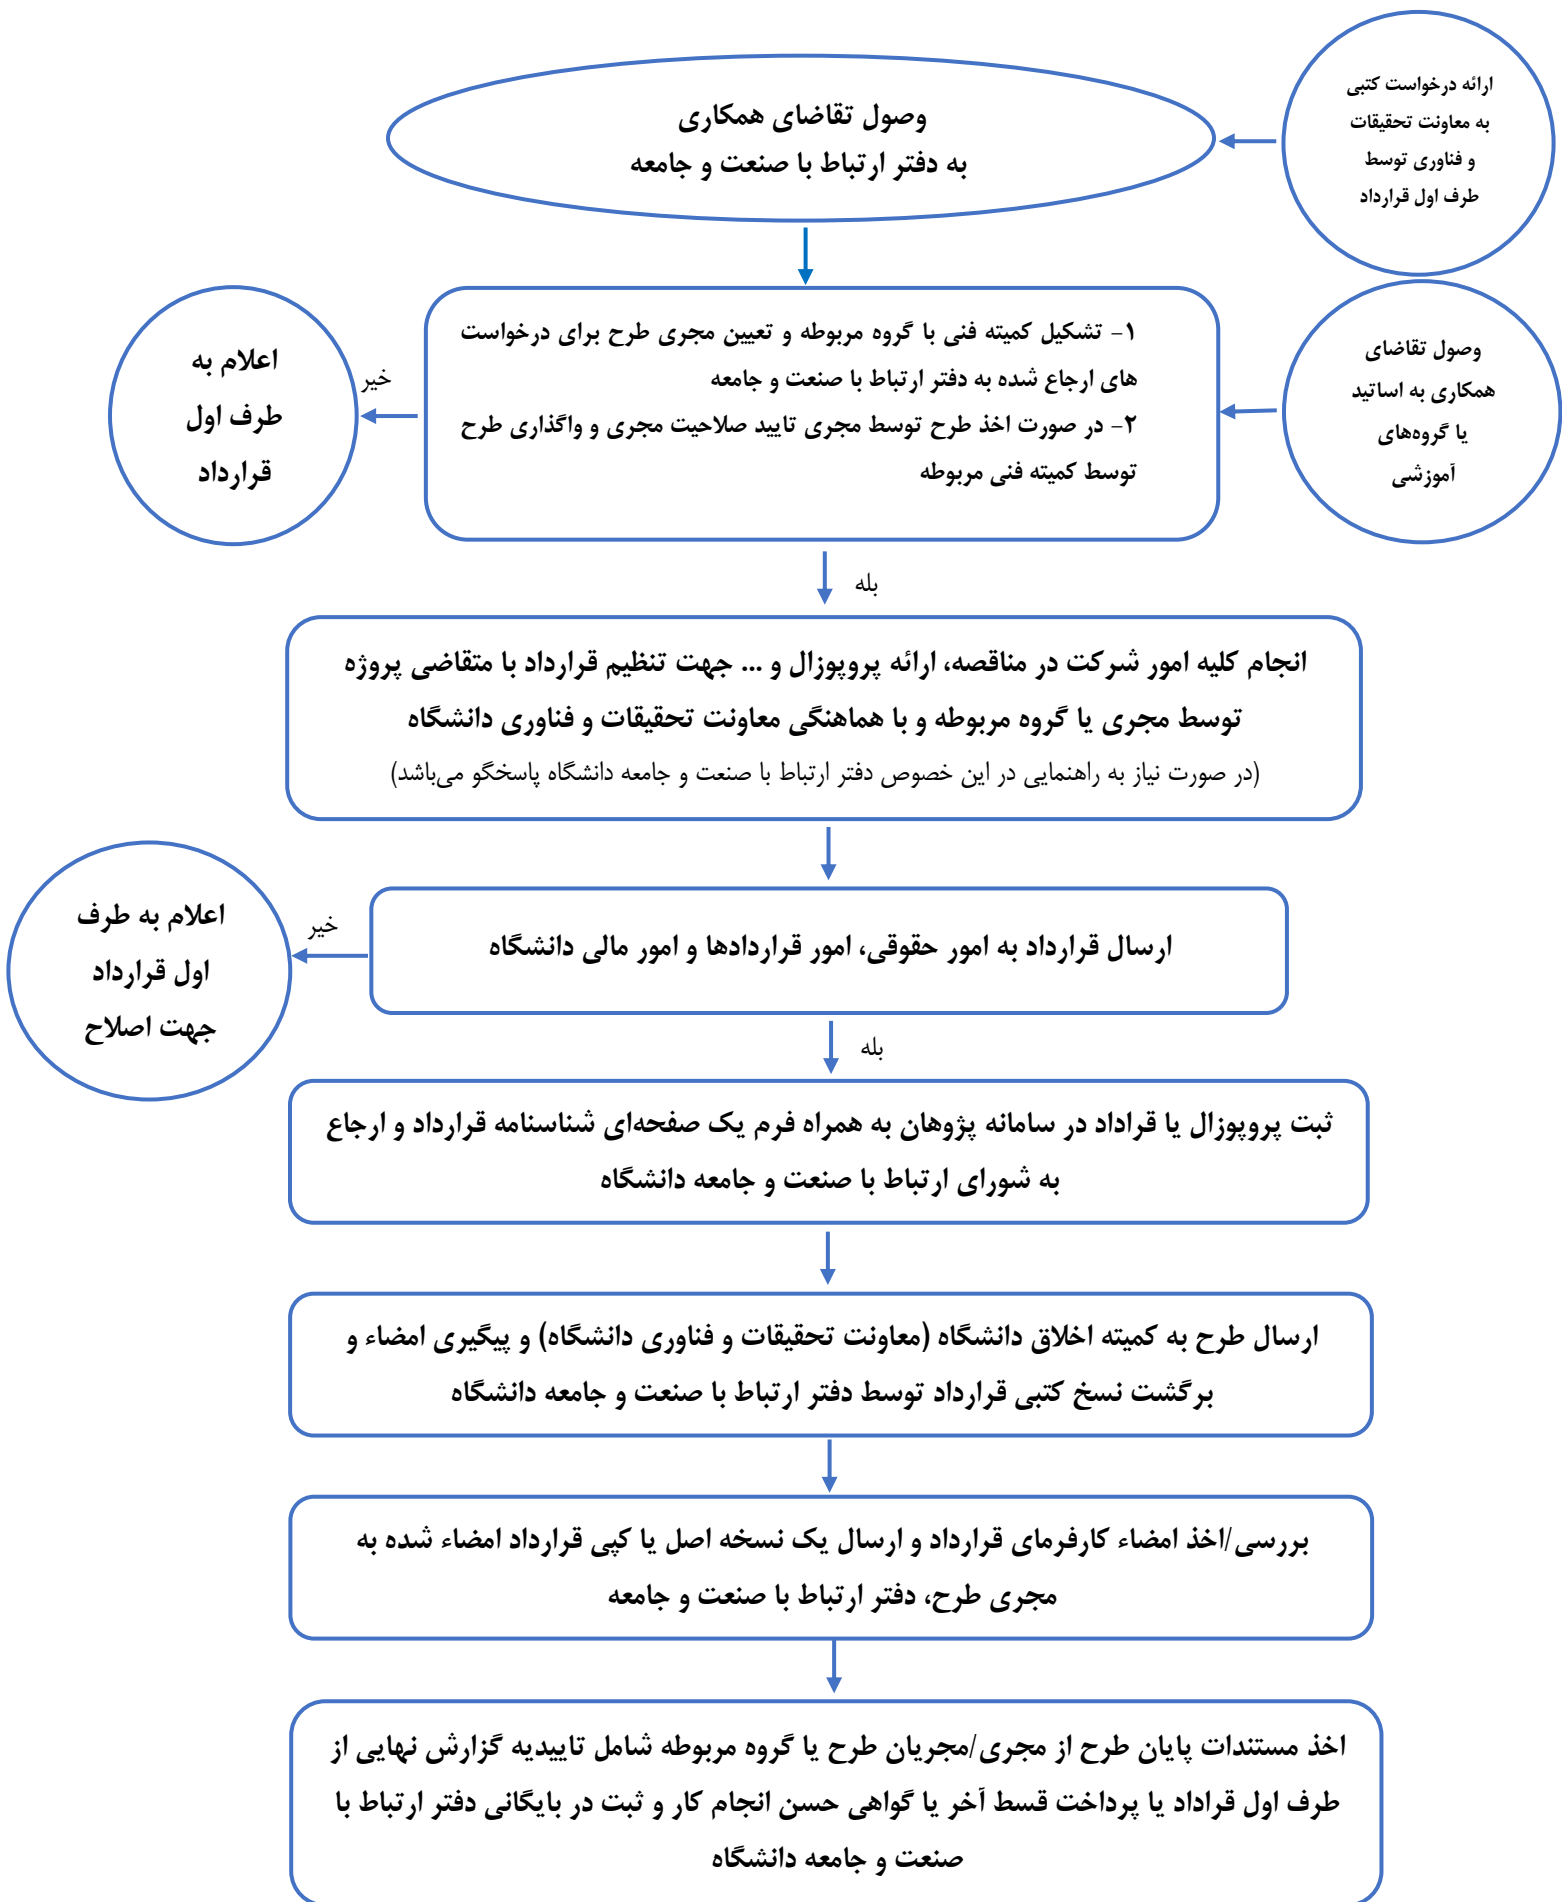 ارائه درخواست کتبی
به معاونت تحقیقات
و فناوری توسط
طرف اول قرارداد
وصول تقاضای همکاری
به دفتر ارتباط با صنعت و جامعه
وصول تقاضای
همکاری به اساتید
یا گروه‌های
آموزشی
۱- تشکیل کمیته فنی با گروه مربوطه و تعیین مجری طرح برای درخواست
های ارجاع شده به دفتر ارتباط با صنعت و جامعه
۲- در صورت اخذ طرح توسط مجری تایید صلاحیت مجری و واگذاری طرح
توسط کمیته فنی مربوطه
خیر
اعلام به
طرف اول
قرارداد
بله
انجام کلیه امور شرکت در مناقصه، ارائه پروپوزال و ... جهت تنظیم قرارداد با متقاضی پروژه
توسط مجری یا گروه مربوطه و با هماهنگی معاونت تحقیقات و فناوری دانشگاه
(در صورت نیاز به راهنمایی در این خصوص دفتر ارتباط با صنعت و جامعه دانشگاه پاسخگو می‌باشد)
ارسال قرارداد به امور حقوقی، امور قراردادها و امور مالی دانشگاه
خیر
اعلام به طرف
اول قرارداد
جهت اصلاح
بله
ثبت پروپوزال یا قراداد در سامانه پژوهان به همراه فرم یک صفحه‌ای شناسنامه قرارداد و ارجاع
به شورای ارتباط با صنعت و جامعه دانشگاه
ارسال طرح به کمیته اخلاق دانشگاه (معاونت تحقیقات و فناوری دانشگاه) و پیگیری امضاء و
برگشت نسخ کتبی قرارداد توسط دفتر ارتباط با صنعت و جامعه دانشگاه
بررسی/اخذ امضاء کارفرمای قرارداد و ارسال یک نسخه اصل یا کپی قرارداد امضاء شده به
مجری طرح، دفتر ارتباط با صنعت و جامعه
اخذ مستندات پایان طرح از مجری/مجریان طرح یا گروه مربوطه شامل تاییدیه گزارش نهایی از
طرف اول قراداد یا پرداخت قسط آخر یا گواهی حسن انجام کار و ثبت در بایگانی دفتر ارتباط با
صنعت و جامعه دانشگاه